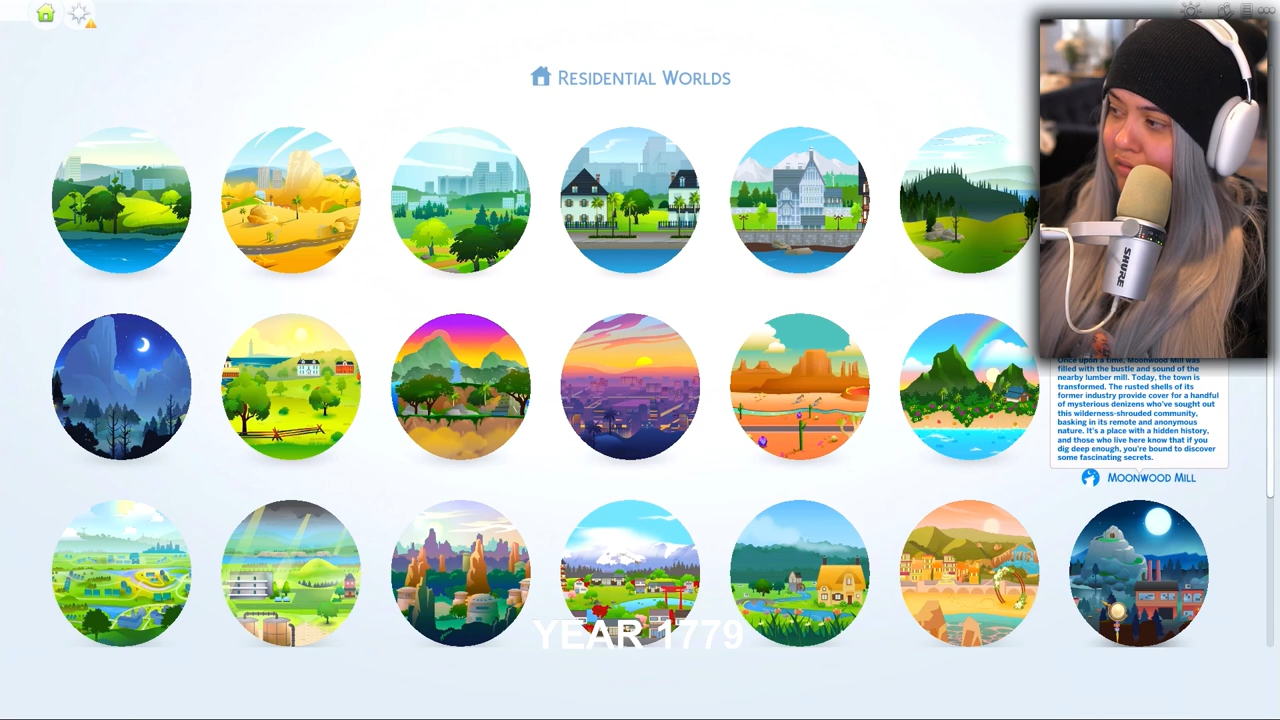 Residential Worlds
Once upon a time, Moonwood Mill was
filled with the bustle and sound of the
nearby lumber mill. Today, the town is
transformed. The rusted shells of its
former industry provide cover for a handful
of mysterious denizens who've sought out
this wilderness-shrouded community,
basking in its remote and anonymous
nature. It's a place with a hidden history,
and those who live here know that if you
dig deep enough, you're bound to discover
some fascinating secrets.
Moonwood Mill
SHURE
YEAR 1779